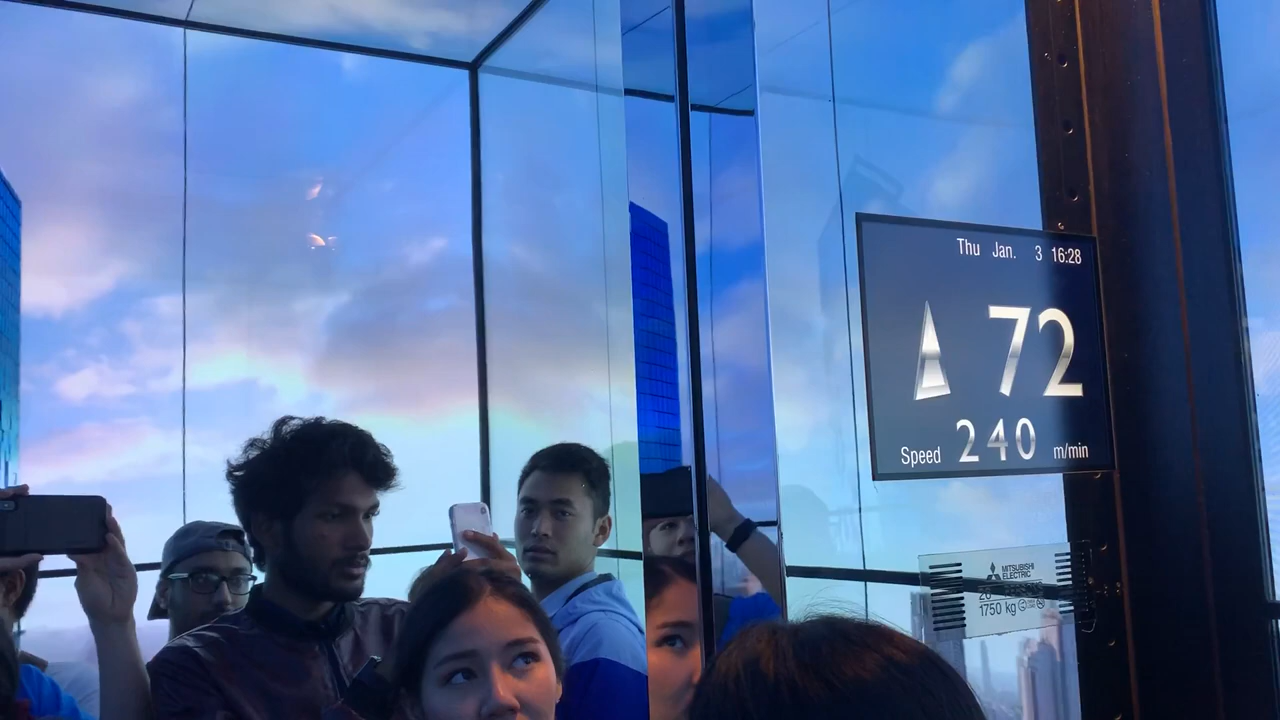 Thu Jan. 3 16:28
72
Speed 240 m/min
MITSUBISHI
ELECTRIC
1750 kg